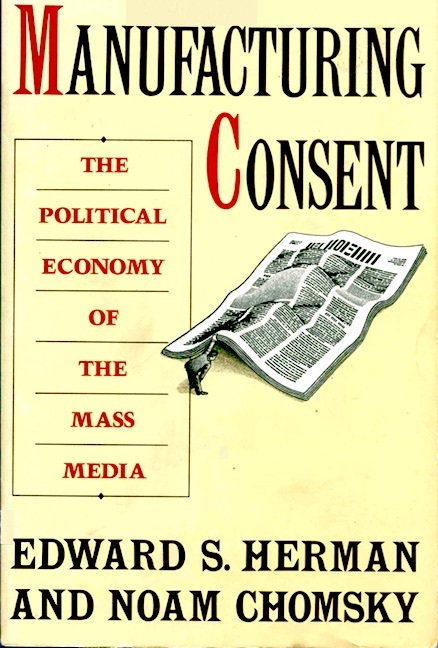 MANUFACTURING
CONSENT
THE
POLITICAL
ECONOMY
OF
THE
MASS
MEDIA
EDWARD S. HERMAN
AND NOAM CHOMSKY